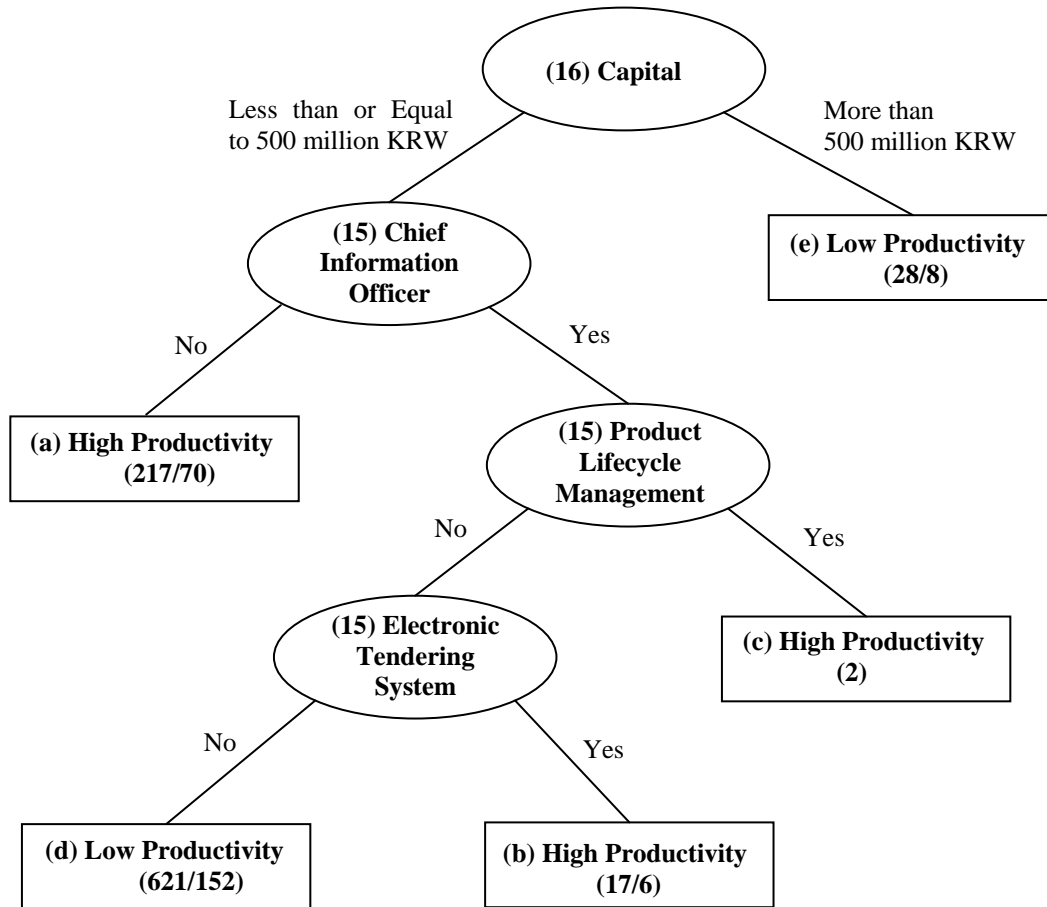 (16) Capital
Less than or Equal
to 500 million KRW
More than
500 million KRW
(15) Chief
Information
Officer
(e) Low Productivity
(28/8)
No
Yes
(a) High Productivity
(217/70)
(15) Product
Lifecycle
Management
No
Yes
(15) Electronic
Tendering
System
(c) High Productivity
(2)
No
Yes
(d) Low Productivity
(621/152)
(b) High Productivity
(17/6)